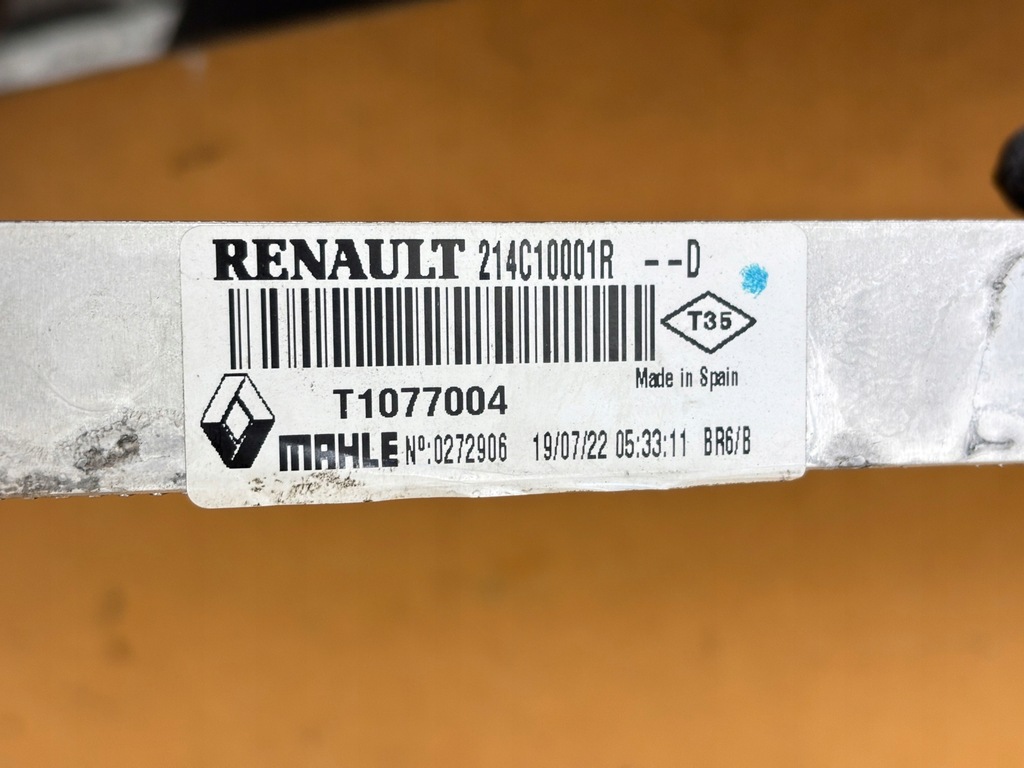 RENAULT 214C10001R --D
T35
Made in Spain
T1077004
MAHLE Nº:0272906 19/07/22 05:33:11 BR6/B